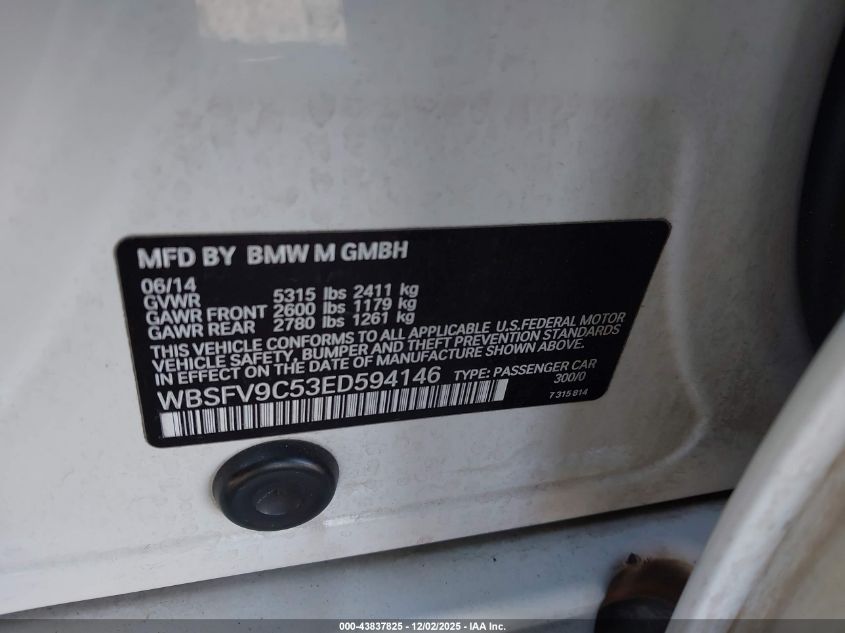 MFD BY BMW M GMBH
06/14
GVWR 5315 lbs 2411 kg
GAWR FRONT 2600 lbs 1179 kg
GAWR REAR 2780 lbs 1261 kg
THIS VEHICLE CONFORMS TO ALL APPLICABLE U.S.FEDERAL MOTOR
VEHICLE SAFETY, BUMPER AND THEFT PREVENTION STANDARDS
IN EFFECT ON THE DATE OF MANUFACTURE SHOWN ABOVE.
WBSFV9C53ED594146 TYPE: PASSENGER CAR
300/0
7 315 814
000-43837825 - 12/02/2025 - IAA Inc.